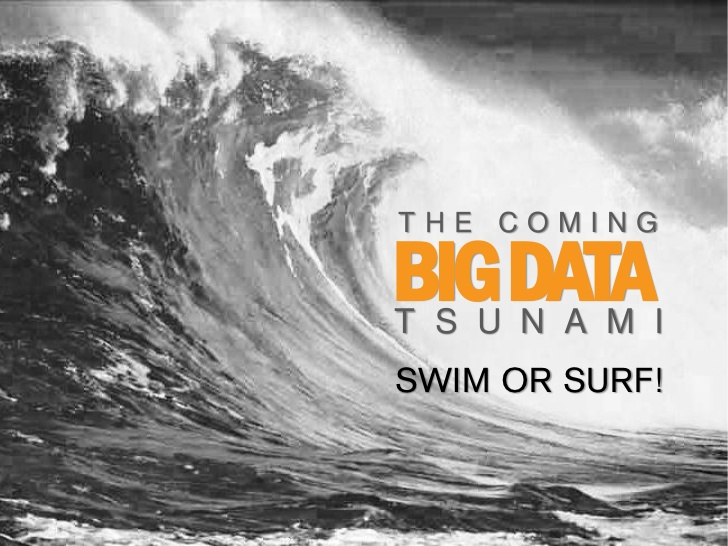 THE COMING
BIG DATA
TSUNAMI
SWIM OR SURF!